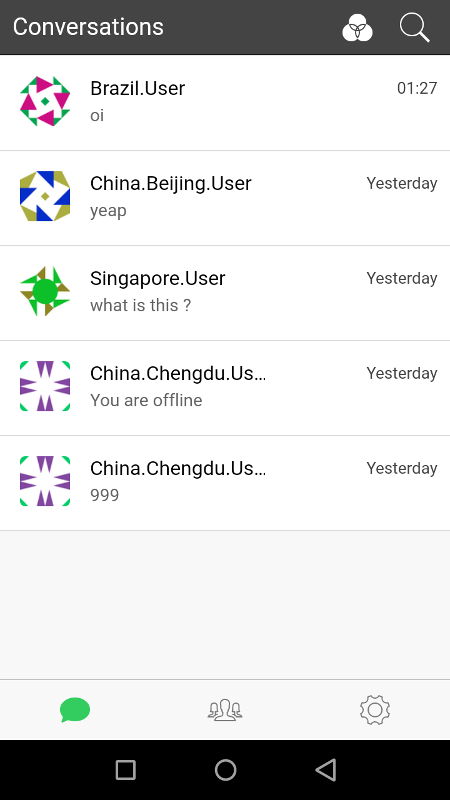 Conversations
Brazil.User
01:27
oi
China.Beijing.User
Yesterday
yeap
Singapore.User
Yesterday
what is this ?
China.Chengdu.Us...
Yesterday
You are offline
China.Chengdu.Us...
Yesterday
999